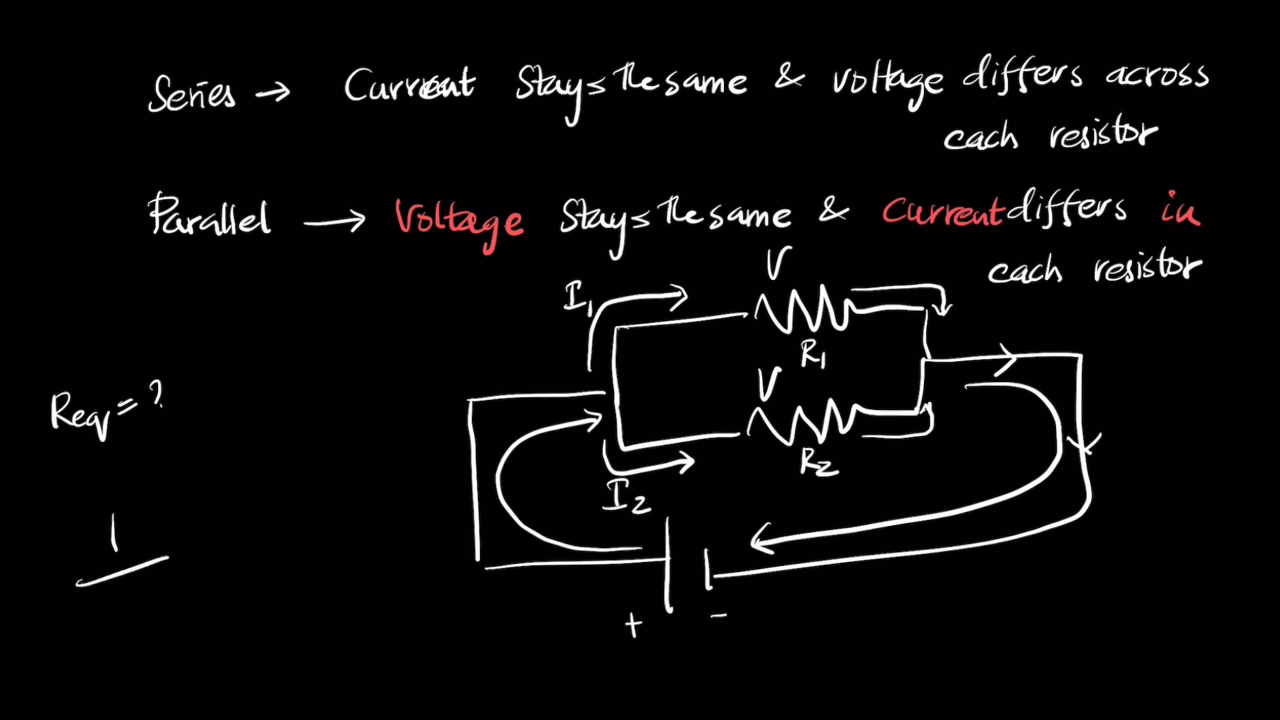 Series → Current Stays the same & voltage differs across
each resistor
Parallel → Voltage Stays the same & Current differs in
each resistor
V
I₁
R₁
V
Req = ?
R₂
I₂
1
+ -